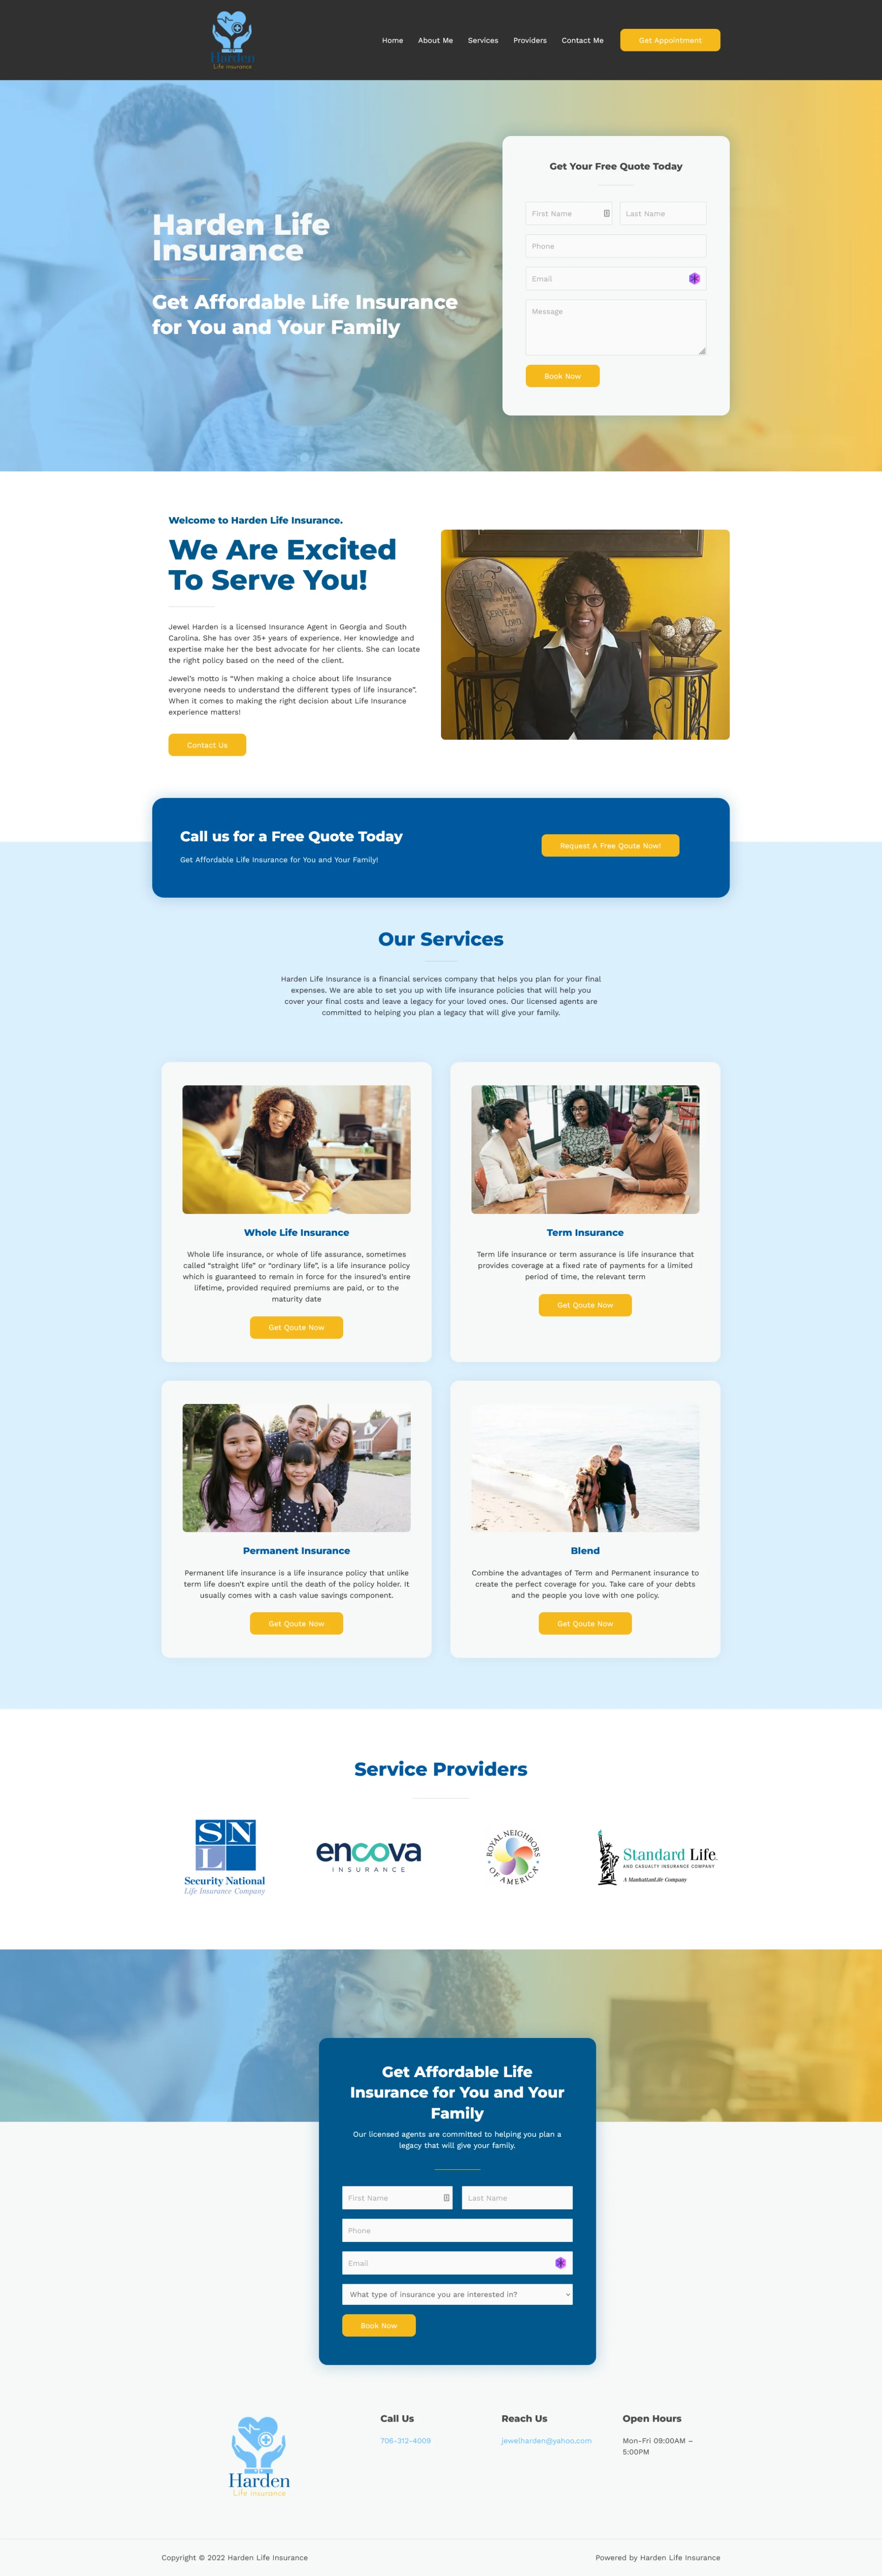 Harden
Life insurance
Home
About Me
Services
Providers
Contact Me
Get Appointment
Harden Life
Insurance
Get Affordable Life Insurance
for You and Your Family
Get Your Free Quote Today
First Name
Last Name
Phone
Email
Message
Book Now
Welcome to Harden Life Insurance.
We Are Excited
To Serve You!
Jewel Harden is a licensed Insurance Agent in Georgia and South
Carolina. She has over 35+ years of experience. Her knowledge and
expertise make her the best advocate for her clients. She can locate
the right policy based on the need of the client.
Jewel's motto is “When making a choice about life Insurance
everyone needs to understand the different types of life insurance”.
When it comes to making the right decision about Life Insurance
experience matters!
Contact Us
SERVE
LORD
Call us for a Free Quote Today
Get Affordable Life Insurance for You and Your Family!
Request A Free Qoute Now!
Our Services
Harden Life Insurance is a financial services company that helps you plan for your final
expenses. We are able to set you up with life insurance policies that will help you
cover your final costs and leave a legacy for your loved ones. Our licensed agents are
committed to helping you plan a legacy that will give your family.
Whole Life Insurance
Whole life insurance, or whole of life assurance, sometimes
called “straight life” or “ordinary life”, is a life insurance policy
which is guaranteed to remain in force for the insured's entire
lifetime, provided required premiums are paid, or to the
maturity date
Get Qoute Now
Term Insurance
Term life insurance or term assurance is life insurance that
provides coverage at a fixed rate of payments for a limited
period of time, the relevant term
Get Qoute Now
Permanent Insurance
Permanent life insurance is a life insurance policy that unlike
term life doesn't expire until the death of the policy holder. It
usually comes with a cash value savings component.
Get Qoute Now
Blend
Combine the advantages of Term and Permanent insurance to
create the perfect coverage for you. Take care of your debts
and the people you love with one policy.
Get Qoute Now
Service Providers
SNL
Security National
Life Insurance Company
encova
INSURANCE
ROYAL NEIGHBORS
OF AMERICA
Standard Life
AND CASUALTY INSURANCE COMPANY
A ManhattanLife Company
Get Affordable Life
Insurance for You and Your
Family
Our licensed agents are committed to helping you plan a
legacy that will give your family.
First Name
Last Name
Phone
Email
What type of insurance you are interested in?
Book Now
Harden
Life insurance
Call Us
706-312-4009
Reach Us
jewelharden@yahoo.com
Open Hours
Mon-Fri 09:00AM –
5:00PM
Copyright © 2022 Harden Life Insurance
Powered by Harden Life Insurance